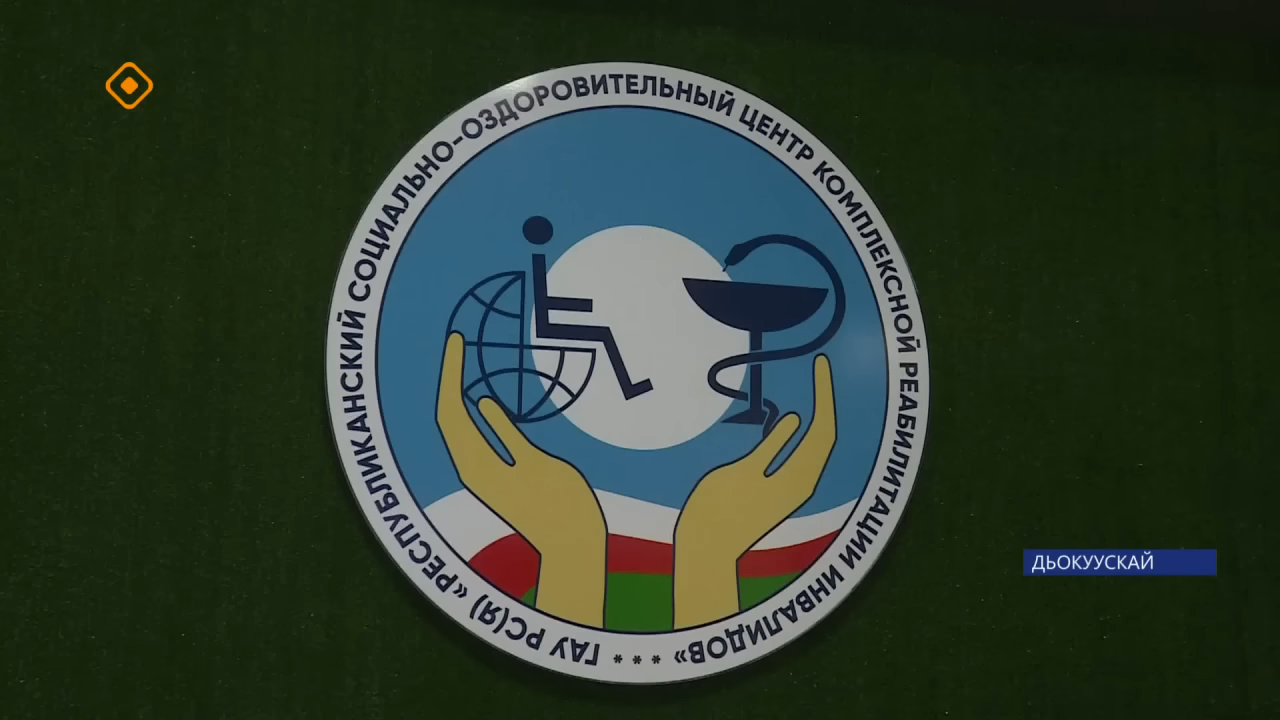 ГАУ РС(Я) «РЕСПУБЛИКАНСКИЙ СОЦИАЛЬНО-ОЗДОРОВИТЕЛЬНЫЙ ЦЕНТР КОМПЛЕКСНОЙ РЕАБИЛИТАЦИИ ИНВАЛИДОВ» * * *
ДЬОКУУСКАЙ